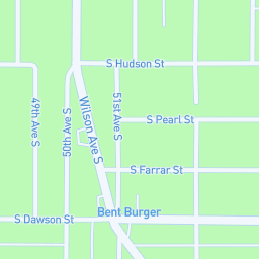 S Hudson St
49th Ave S
50th Ave S
Wilson Ave S
51st Ave S
S Pearl St
S Farrar St
S Dawson St
Bent Burger